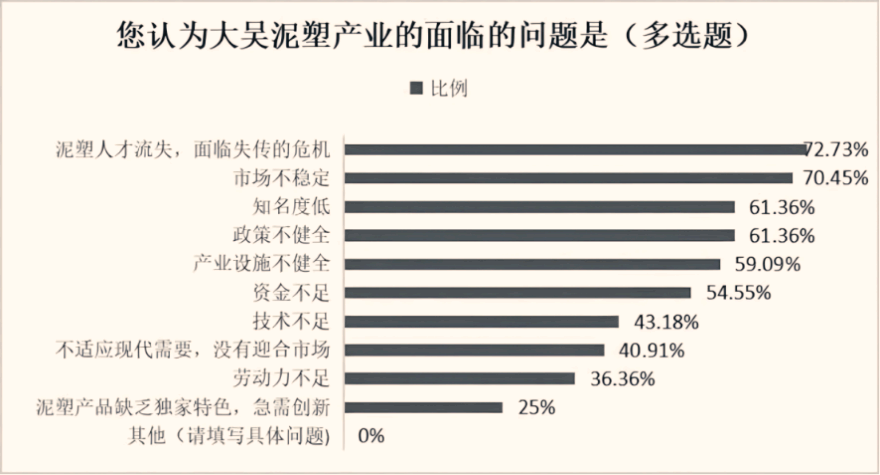 您认为大吴泥塑产业的面临的问题是（多选题）
比例
泥塑人才流失，面临失传的危机 72.73%
市场不稳定 70.45%
知名度低 61.36%
政策不健全 61.36%
产业设施不健全 59.09%
资金不足 54.55%
技术不足 43.18%
不适应现代需要，没有迎合市场 40.91%
劳动力不足 36.36%
泥塑产品缺乏独家特色，急需创新 25%
其他（请填写具体问题) 0%